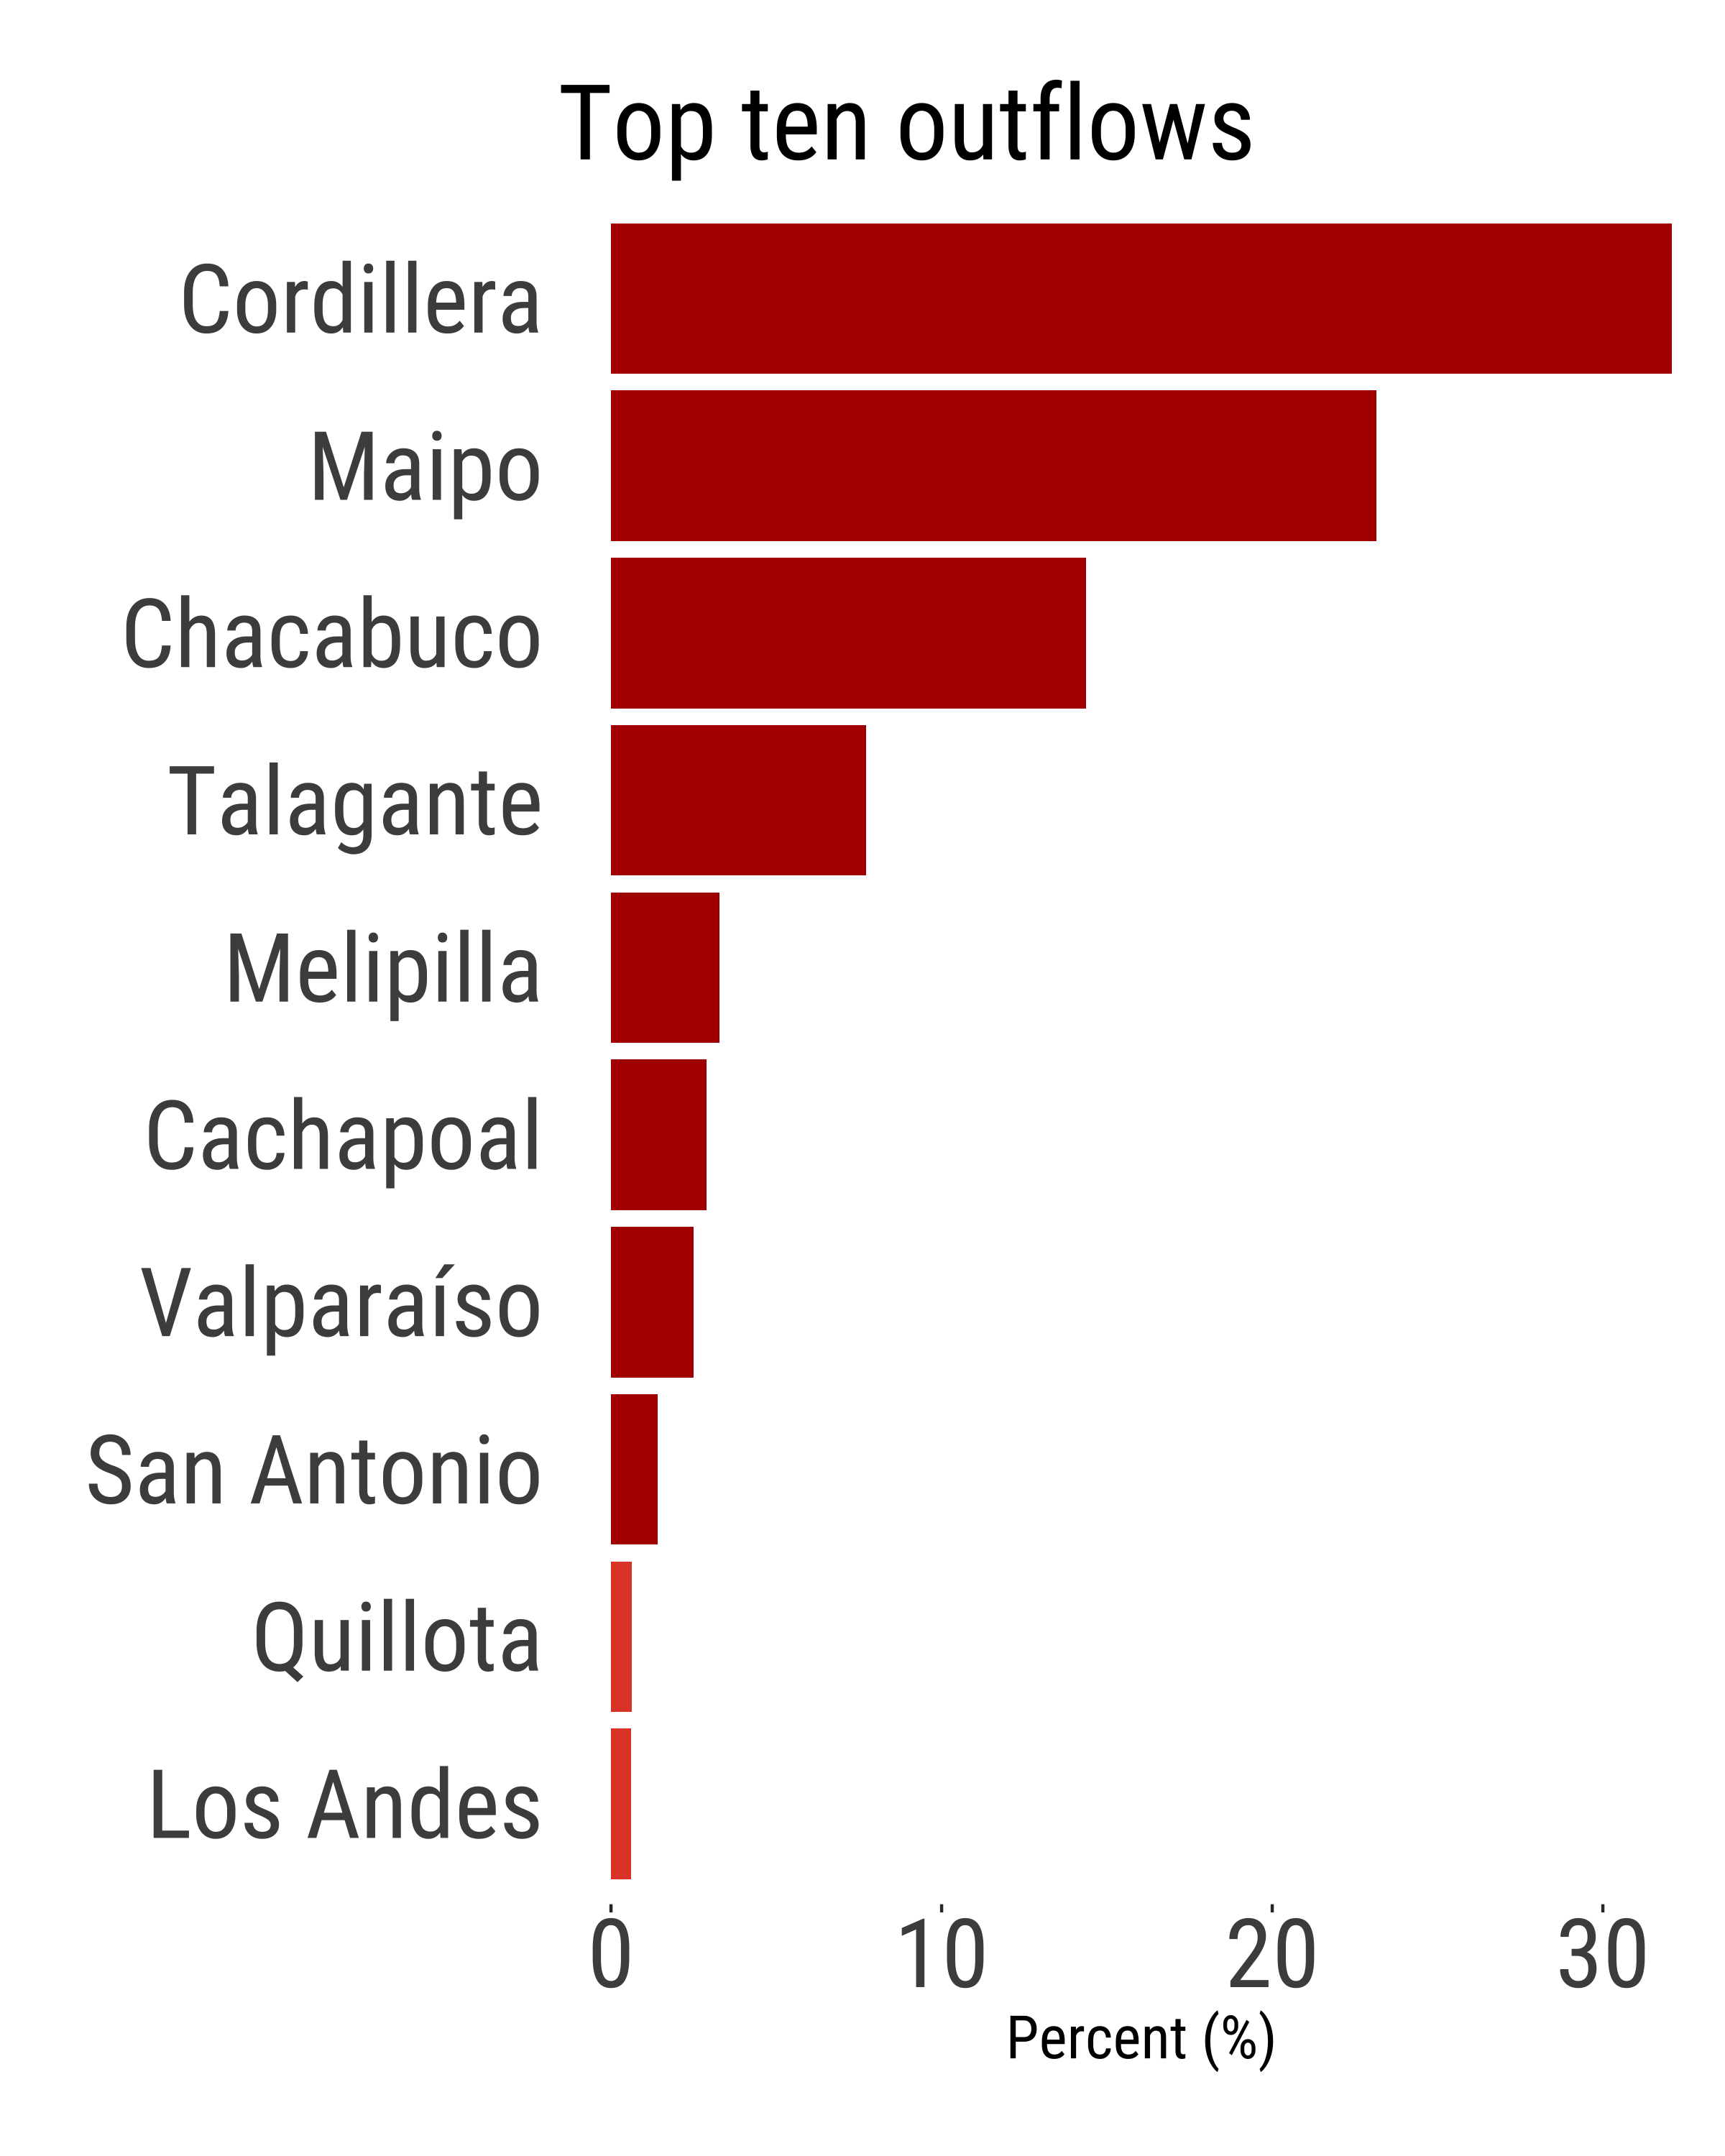 Top ten outflows
Cordillera
Maipo
Chacabuco
Talagante
Melipilla
Cachapoal
Valparaíso
San Antonio
Quillota
Los Andes
0 10 20 30
Percent (%)